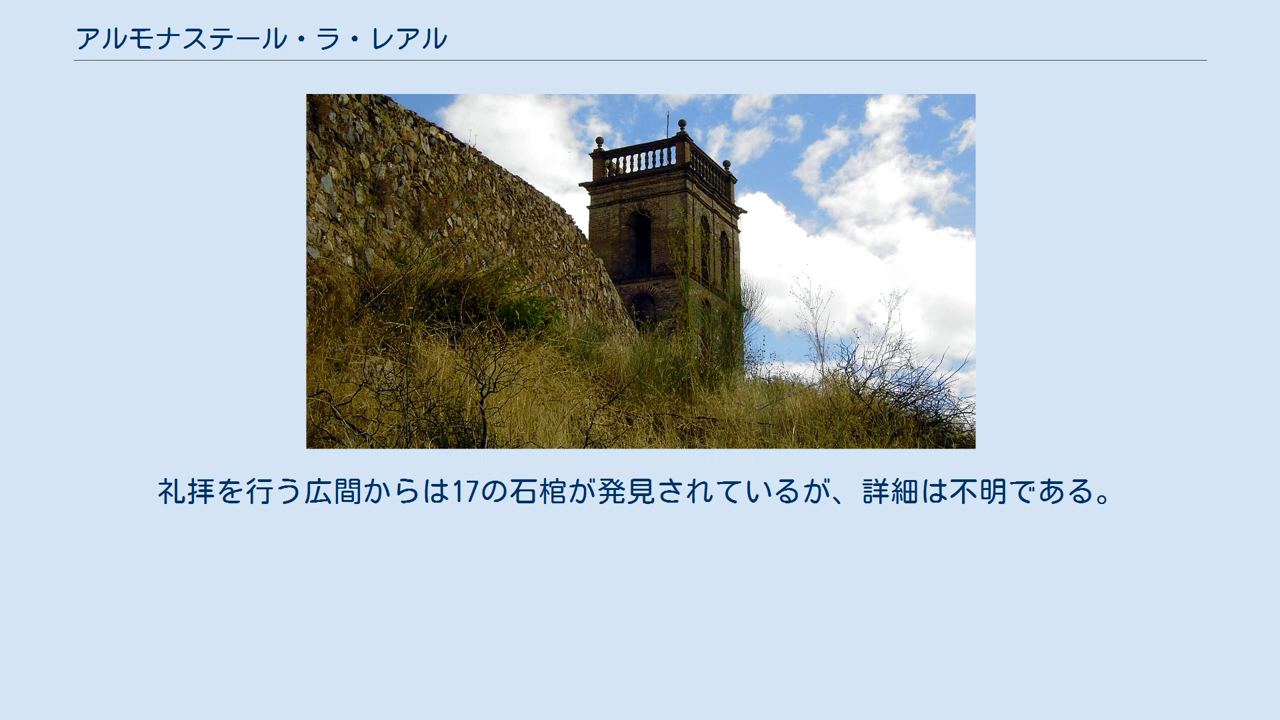 アルモナステール・ラ・レアル
礼拝を行う広間からは17の石棺が発見されているが、詳細は不明である。